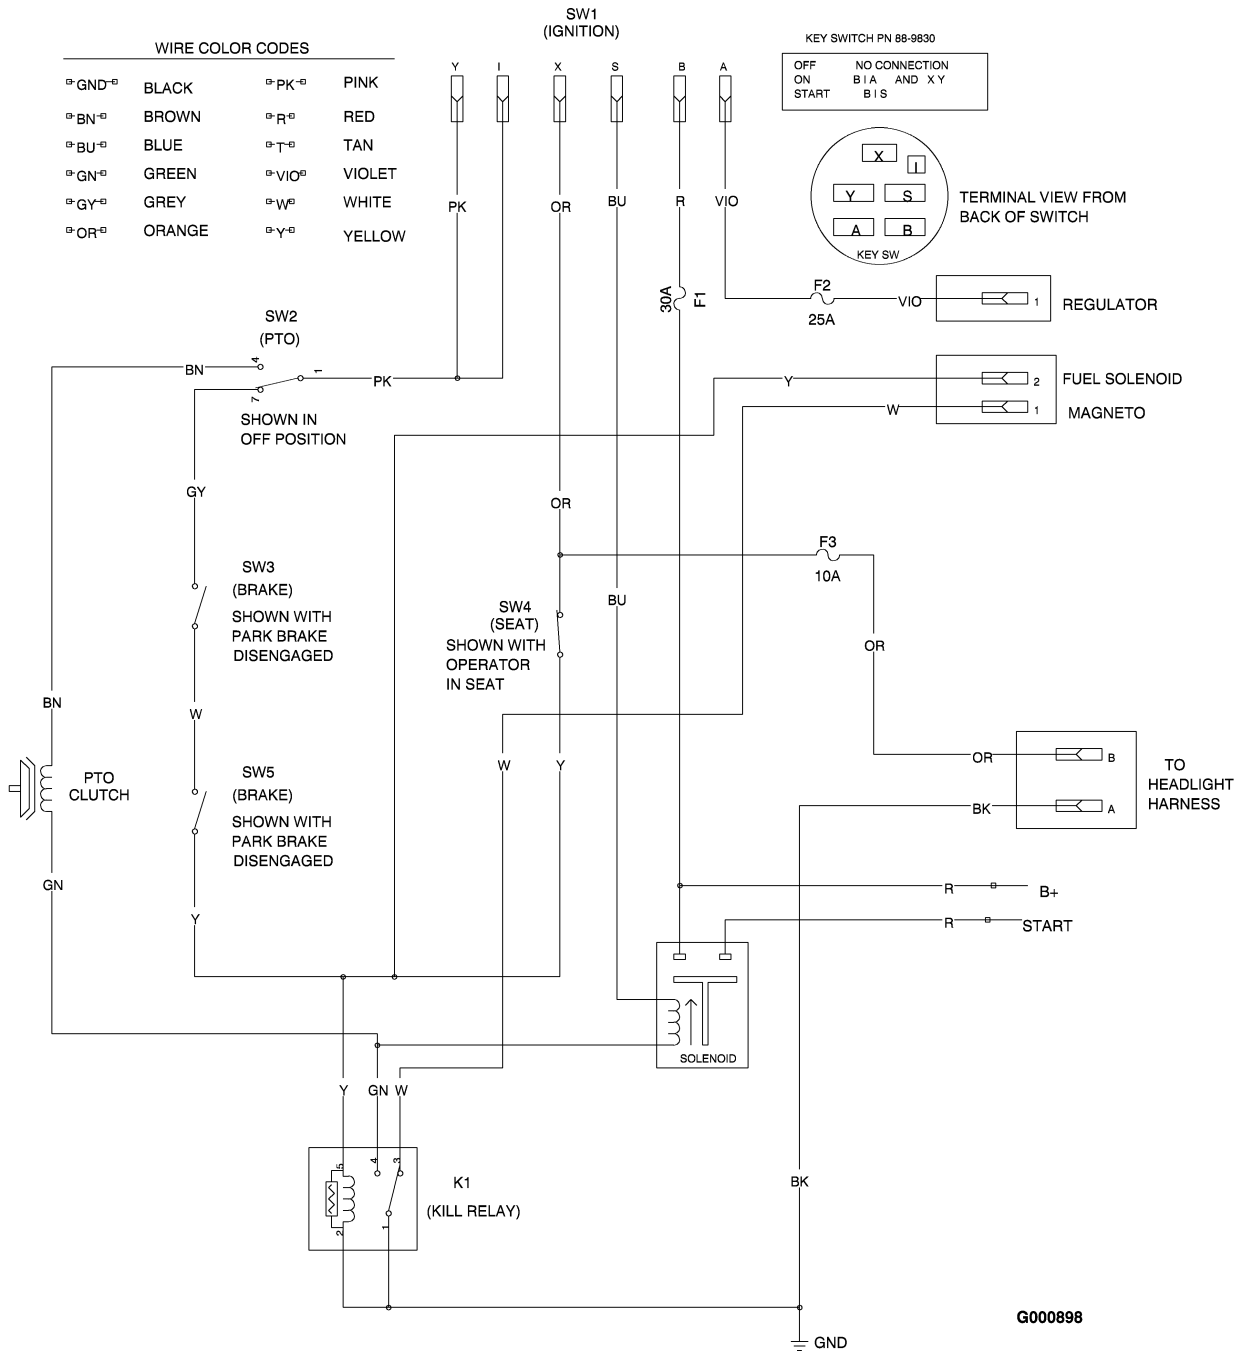 SW1
(IGNITION)
WIRE COLOR CODES
GND BLACK
BN BROWN
BU BLUE
GN GREEN
GY GREY
OR ORANGE
PK PINK
R RED
T TAN
VIO VIOLET
W WHITE
Y YELLOW
Y I X S B A
KEY SWITCH PN 88-9830
OFF NO CONNECTION
ON B I A AND X Y
START B I S
X
I
Y S
A B
KEY SW
TERMINAL VIEW FROM
BACK OF SWITCH
PK
OR
BU
R
VIO
30A
F1
F2
25A
VIO
1
REGULATOR
SW2
(PTO)
4
1
7
BN
PK
SHOWN IN
OFF POSITION
Y
2
FUEL SOLENOID
W
1
MAGNETO
GY
OR
F3
10A
SW3
(BRAKE)
SHOWN WITH
PARK BRAKE
DISENGAGED
SW4
(SEAT)
SHOWN WITH
OPERATOR
IN SEAT
BU
OR
BN
W
W
Y
OR
B
BK
A
TO
HEADLIGHT
HARNESS
PTO
CLUTCH
SW5
(BRAKE)
SHOWN WITH
PARK BRAKE
DISENGAGED
GN
Y
R
B+
R
START
SOLENOID
Y
GN
W
5
4
3
2
1
K1
(KILL RELAY)
BK
GND
G000898